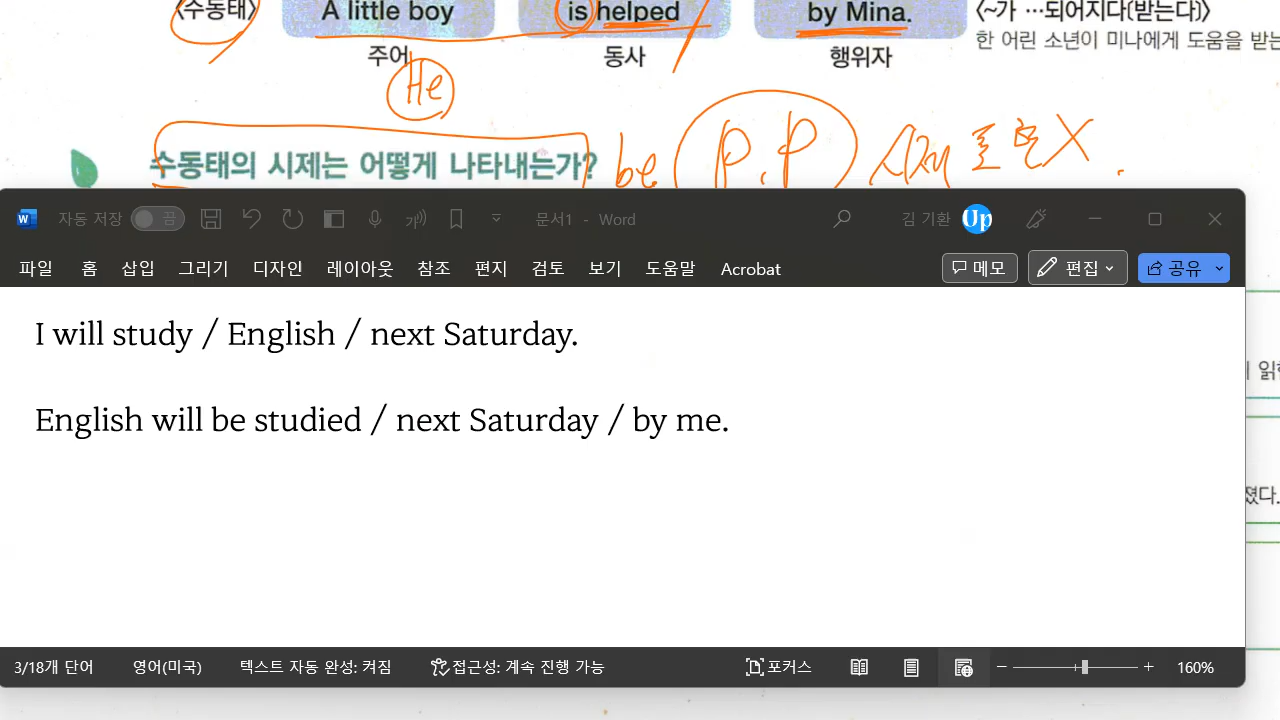 〈수동태〉 A little boy is helped by Mina. 〈~가 …되어지다(받는다)〉
주어 동사 행위자 한 어린 소년이 미나에게 도움을 받는
He
수동태의 시제는 어떻게 나타내는가? be p.p 시제 표현 X
자동 저장 끔 문서1 - Word 김 기환 Up
파일 홈 삽입 그리기 디자인 레이아웃 참조 편지 검토 보기 도움말 Acrobat 메모 편집 공유
I will study / English / next Saturday.
English will be studied / next Saturday / by me.
졌다.
3/18개 단어 영어(미국) 텍스트 자동 완성: 켜짐 접근성: 계속 진행 가능 포커스 160%